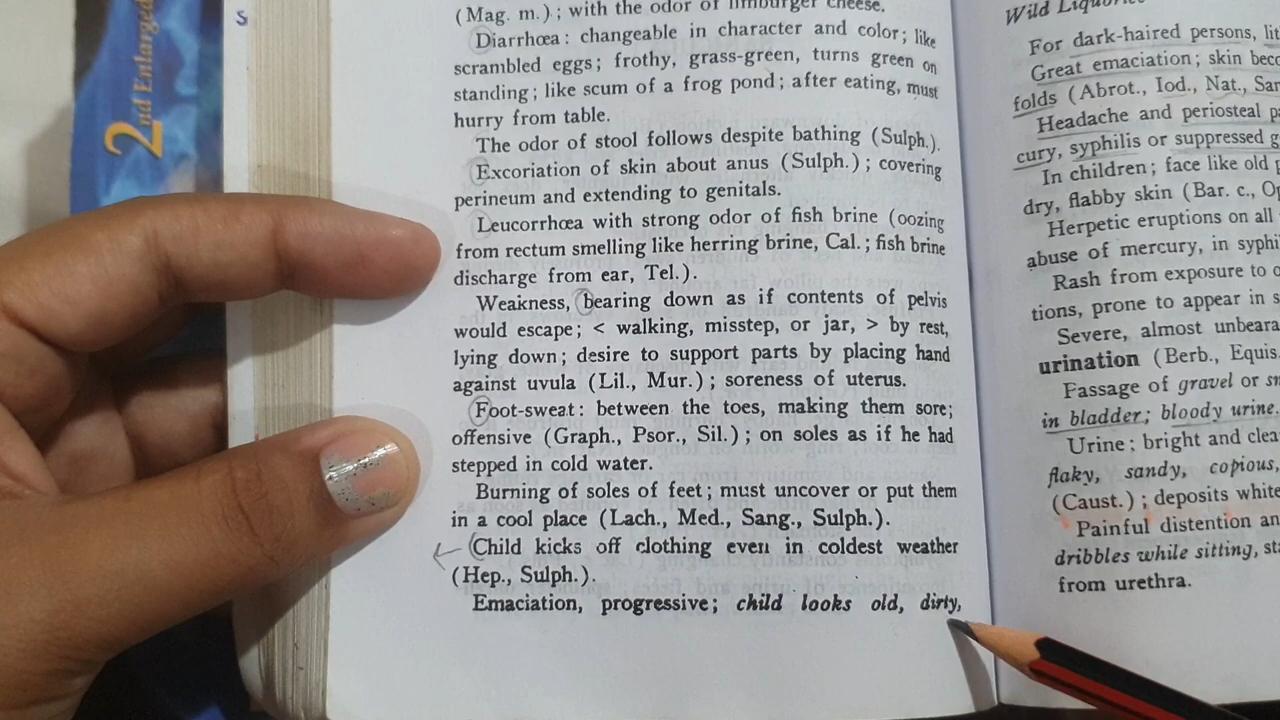 2nd Enlarged
S
(Mag. m.) ; with the odor of limburger cheese.
Diarrhœa : changeable in character and color ; like
scrambled eggs ; frothy, grass-green, turns green on
standing ; like scum of a frog pond ; after eating, must
hurry from table.
The odor of stool follows despite bathing (Sulph.).
Excoriation of skin about anus (Sulph.) ; covering
perineum and extending to genitals.
Leucorrhœa with strong odor of fish brine (oozing
from rectum smelling like herring brine, Cal. ; fish brine
discharge from ear, Tel.).
Weakness, bearing down as if contents of pelvis
would escape ; < walking, misstep, or jar, > by rest,
lying down ; desire to support parts by placing hand
against uvula (Lil., Mur.) ; soreness of uterus.
Foot-sweat : between the toes, making them sore ;
offensive (Graph., Psor., Sil.) ; on soles as if he had
stepped in cold water.
Burning of soles of feet ; must uncover or put them
in a cool place (Lach., Med., Sang., Sulph.).
Child kicks off clothing even in coldest weather
(Hep., Sulph.).
Emaciation, progressive ; child looks old, dirty,
Wild
For dark-haired persons,
Great emaciation ; skin
folds (Abrot., Iod., Nat.,
Headache and periosteal
cury, syphilis or suppressed
In children ; face like old
dry, flabby skin (Bar. c.,
Herpetic eruptions on all
abuse of mercury, in
Rash from exposure to
tions, prone to appear in
Severe, almost
urination (Berb., Equis.
Passage of gravel or
in bladder ; bloody urine.
Urine ; bright and
flaky, sandy, copious,
(Caust.) ; deposits white
Painful distention
dribbles while sitting,
from urethra.